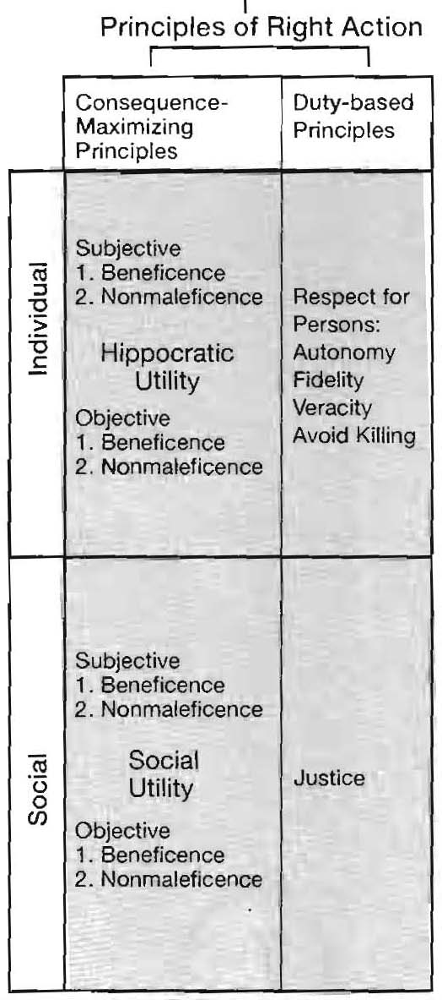 Principles of Right Action
Consequence-
Maximizing
Principles
Duty-based
Principles
Individual
Subjective
1. Beneficence
2. Nonmaleficence
Hippocratic
Utility
Objective
1. Beneficence
2. Nonmaleficence
Respect for
Persons:
Autonomy
Fidelity
Veracity
Avoid Killing
Social
Subjective
1. Beneficence
2. Nonmaleficence
Social
Utility
Objective
1. Beneficence
2. Nonmaleficence
Justice